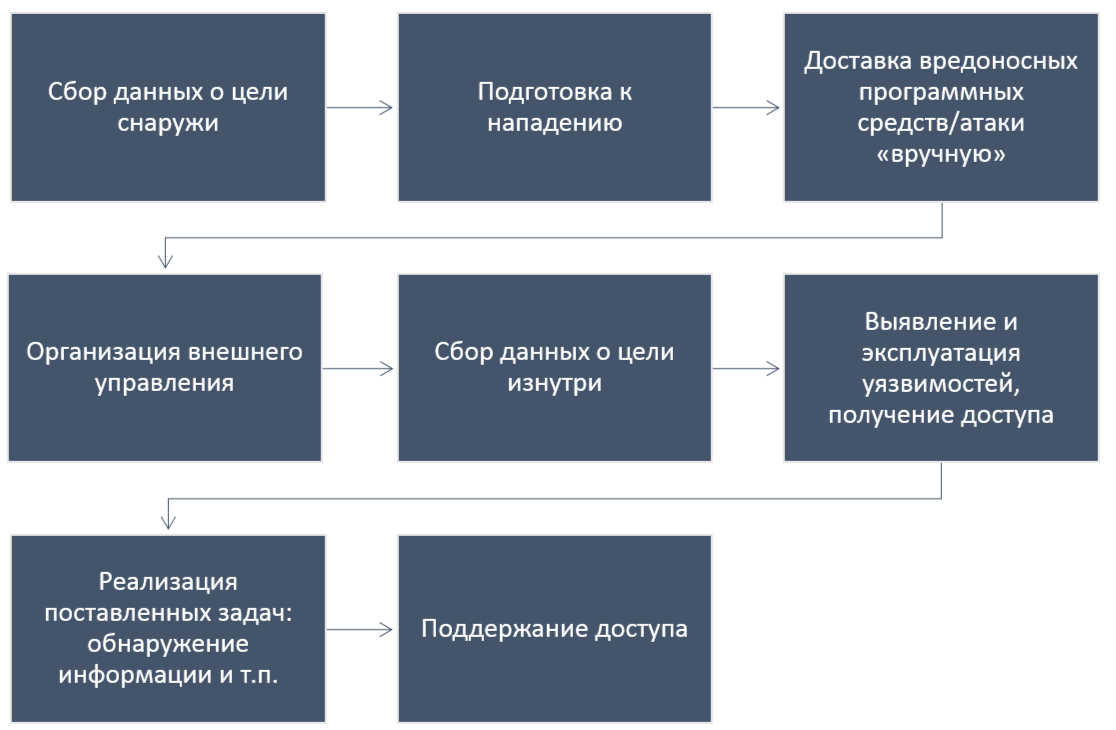 Сбор данных о цели
снаружи
Подготовка к
нападению
Доставка вредоносных
программных
средств/атаки
«вручную»
Организация внешнего
управления
Сбор данных о цели
изнутри
Выявление и
эксплуатация
уязвимостей,
получение доступа
Реализация
поставленных задач:
обнаружение
информации и т.п.
Поддержание доступа